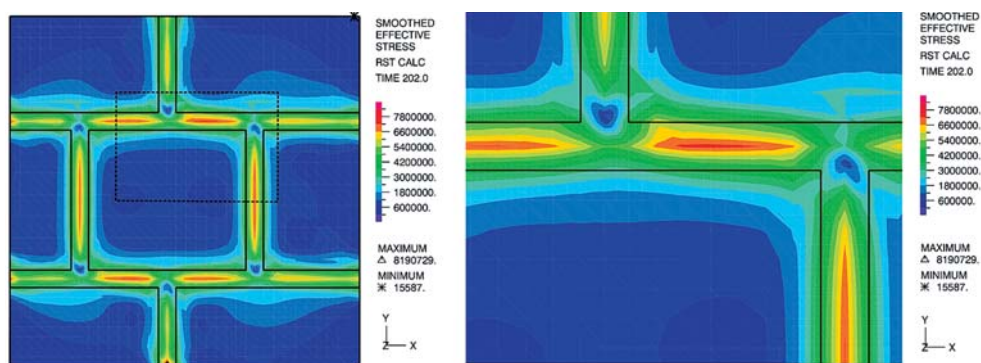 SMOOTHED
EFFECTIVE
STRESS
RST CALC
TIME 202.0
7800000.
6600000.
5400000.
4200000.
3000000.
1800000.
600000.
MAXIMUM
△ 8190729.
MINIMUM
✳ 15587.
Y
Z X
SMOOTHED
EFFECTIVE
STRESS
RST CALC
TIME 202.0
7800000.
6600000.
5400000.
4200000.
3000000.
1800000.
600000.
MAXIMUM
△ 8190729.
MINIMUM
✳ 15587.
Y
Z X